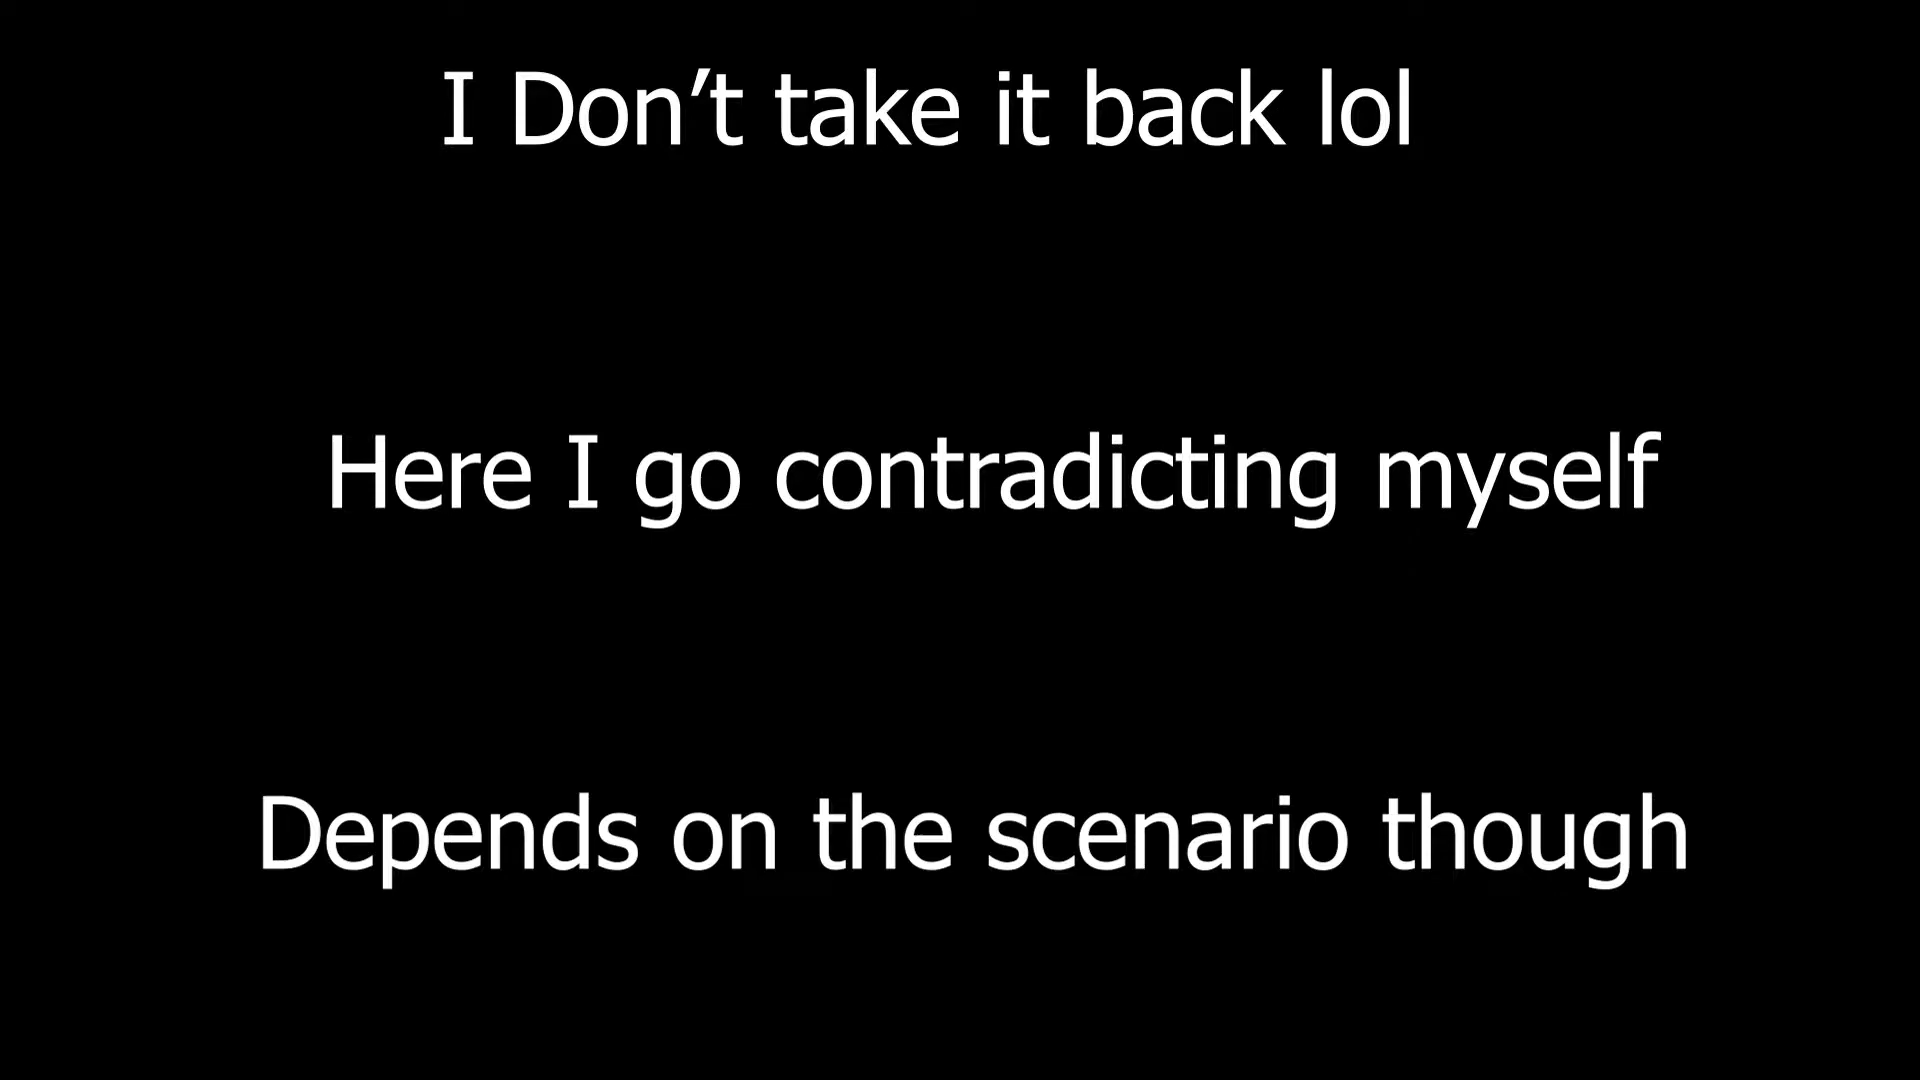 I Don’t take it back lol
Here I go contradicting myself
Depends on the scenario though